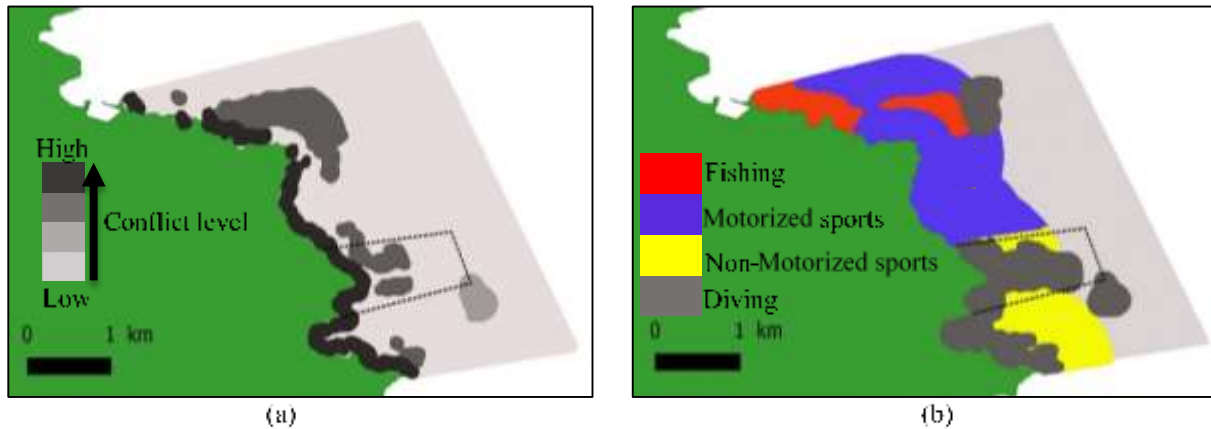 High
Conflict level
Low
0 1 km
(a)
Fishing
Motorized sports
Non-Motorized sports
Diving
0 1 km
(b)